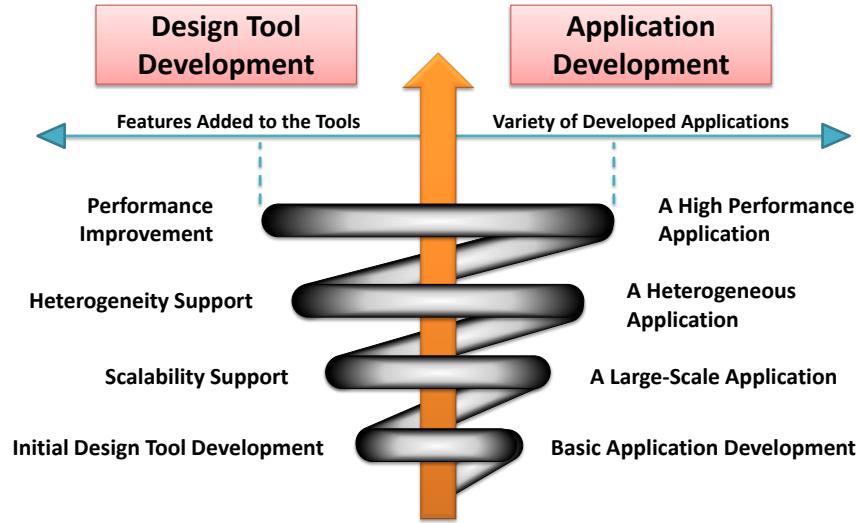 Design Tool
Development
Application
Development
Features Added to the Tools
Variety of Developed Applications
Performance
Improvement
A High Performance
Application
Heterogeneity Support
A Heterogeneous
Application
Scalability Support
A Large-Scale Application
Initial Design Tool Development
Basic Application Development